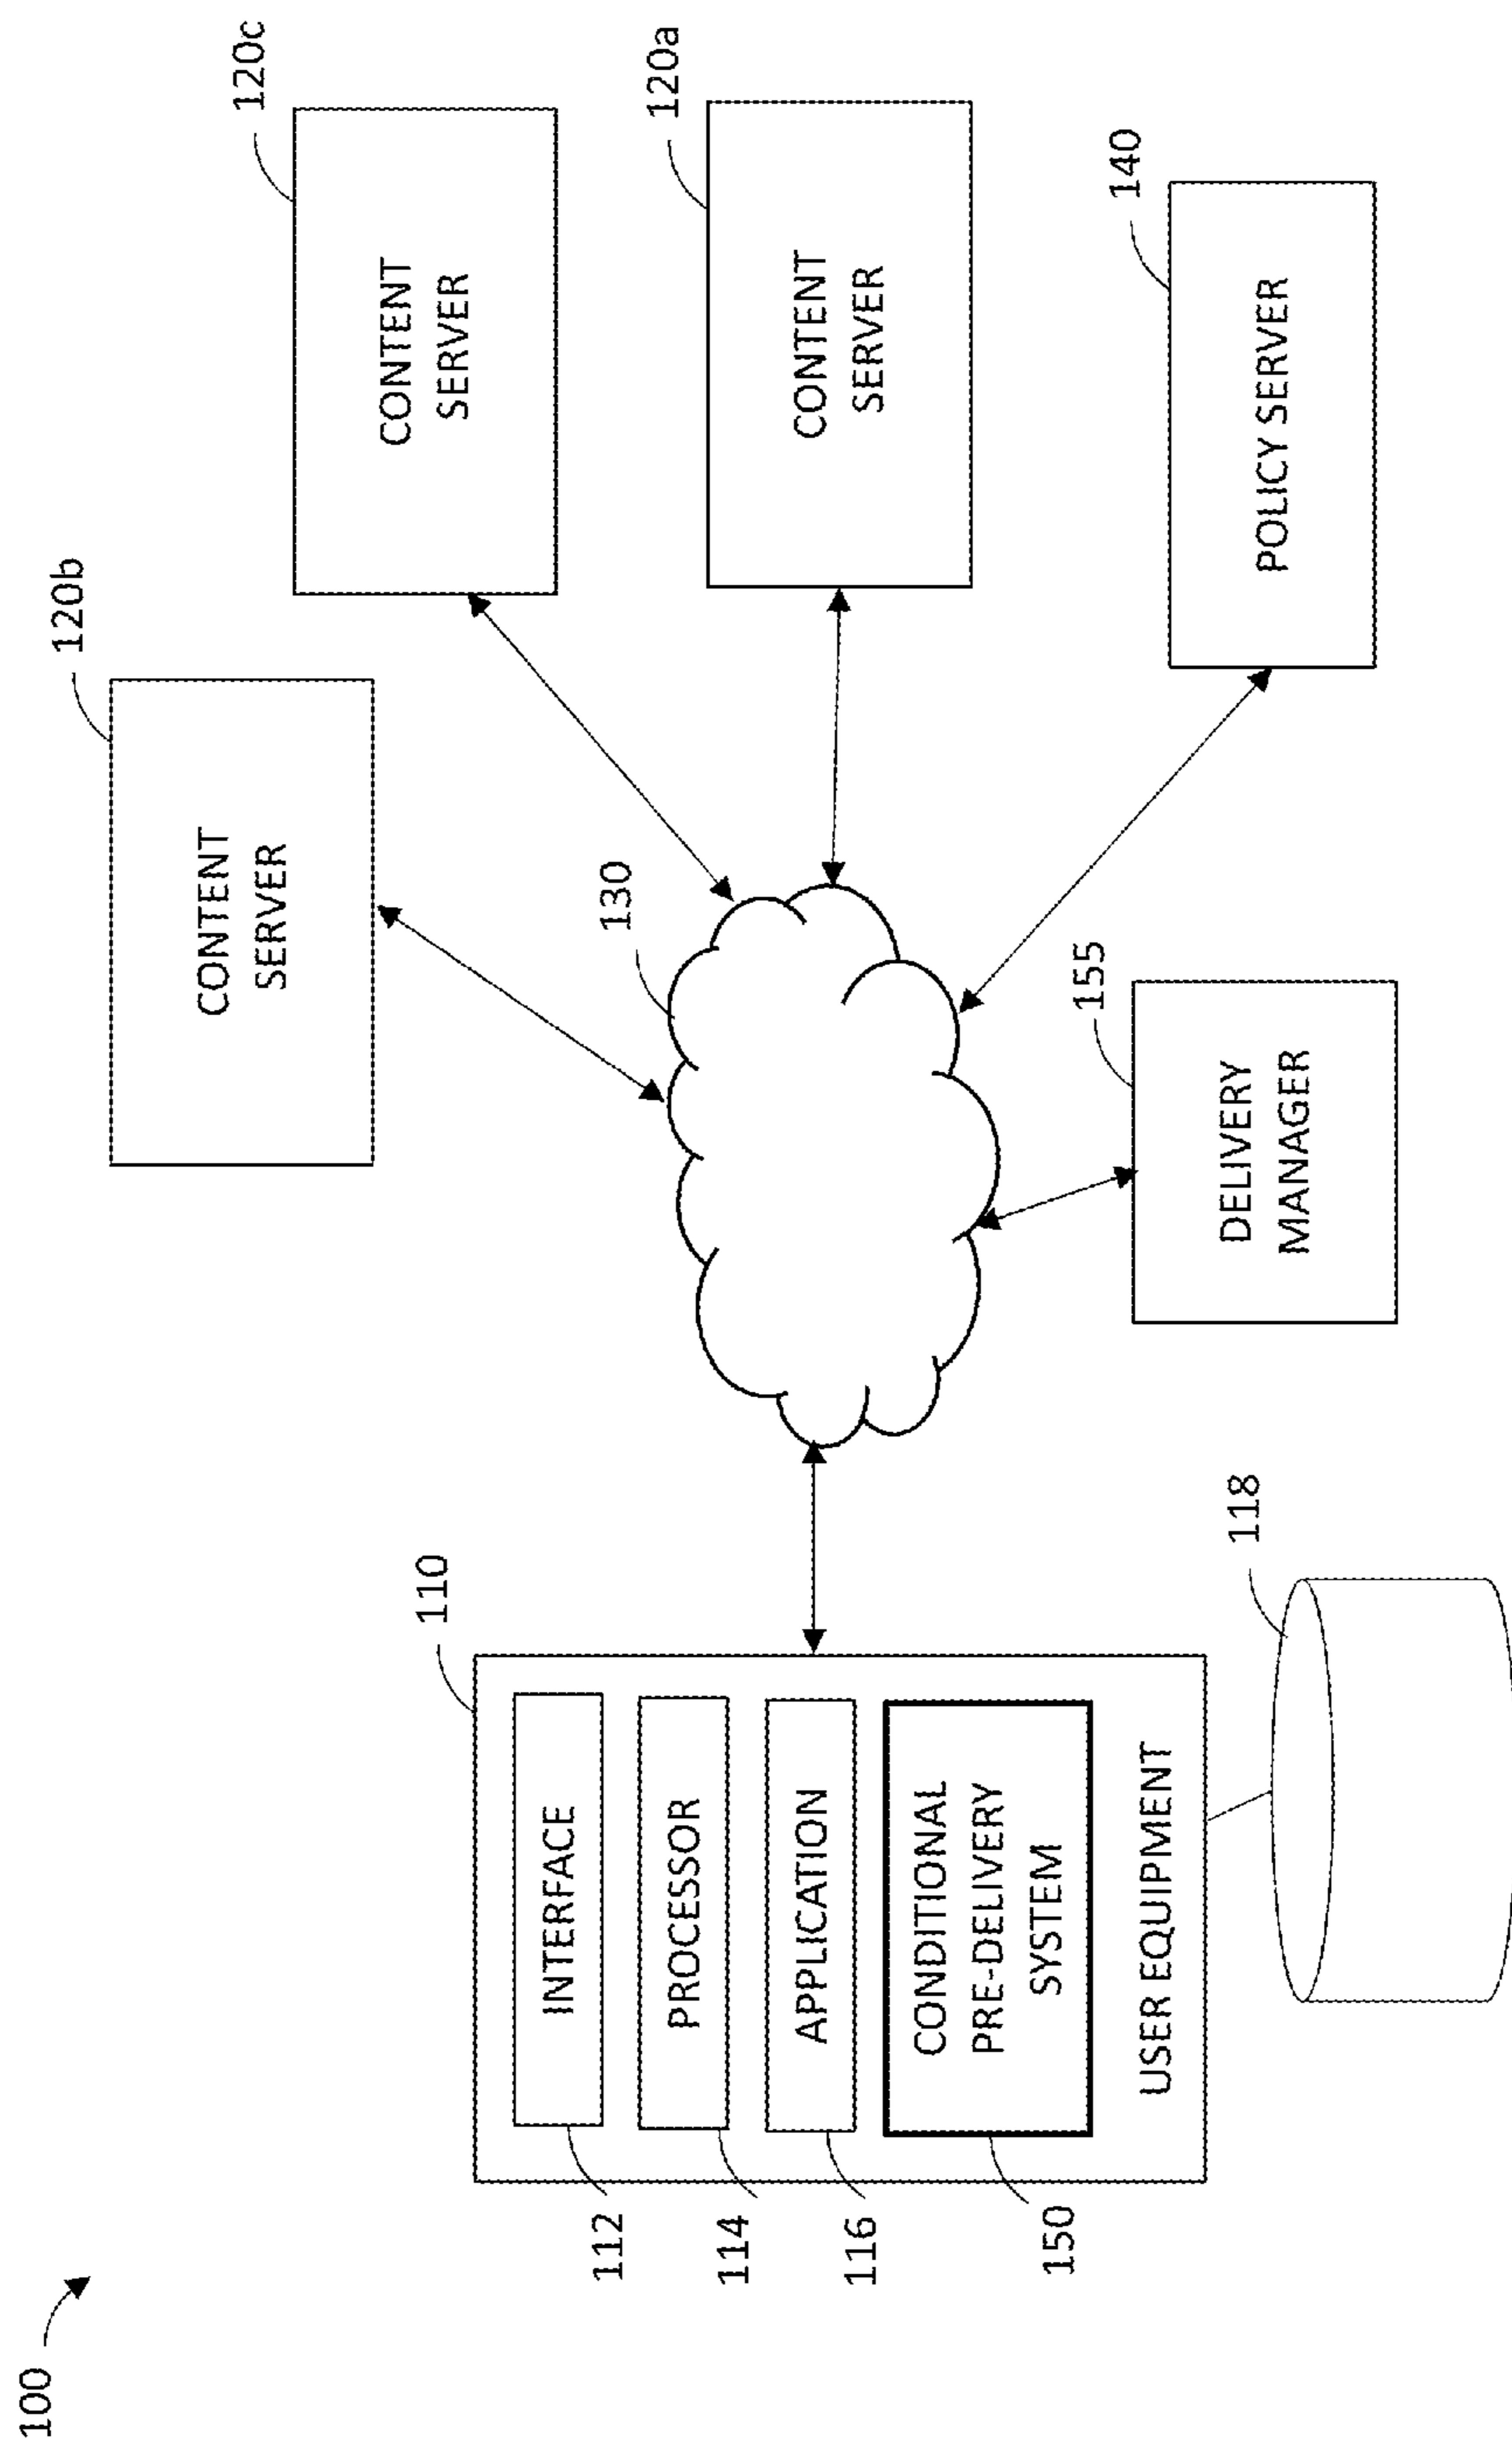 100
120b
CONTENT
SERVER
120c
CONTENT
SERVER
120a
CONTENT
SERVER
130
110
INTERFACE
112
PROCESSOR
114
APPLICATION
116
CONDITIONAL
PRE-DELIVERY
SYSTEM
150
USER EQUIPMENT
118
155
DELIVERY
MANAGER
140
POLICY SERVER